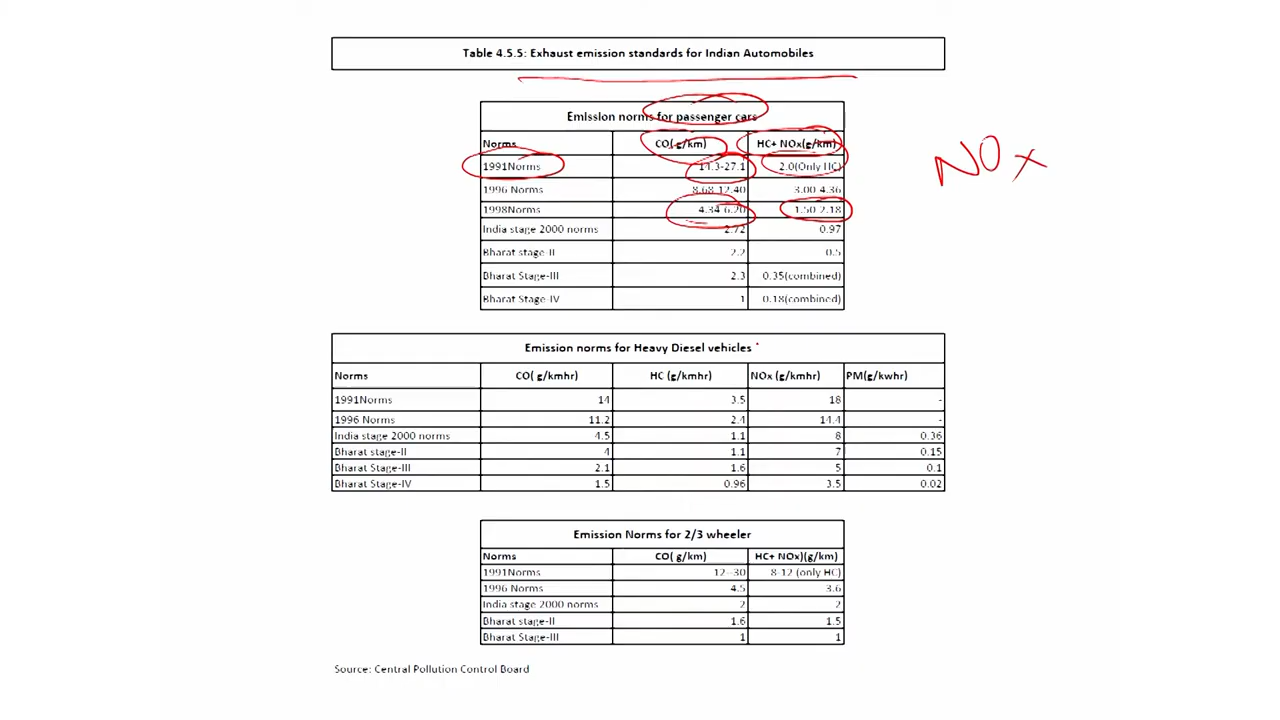 Table 4.5.5: Exhaust emission standards for Indian Automobiles
Emission norms for passenger cars
Norms CO(g/km) HC+ NOx(g/km)
1991Norms 14.3-27.1 2.0(Only HC)
1996 Norms 8.68-12.40 3.00-4.36
1998Norms 4.34-6.20 1.50-2.18
India stage 2000 norms 2.72 0.97
Bharat stage-II 2.2 0.5
Bharat Stage-III 2.3 0.35(combined)
Bharat Stage-IV 1 0.18(combined)
NOx
Emission norms for Heavy Diesel vehicles
Norms CO( g/kmhr) HC (g/kmhr) NOx (g/kmhr) PM(g/kwhr)
1991Norms 14 3.5 18 -
1996 Norms 11.2 2.4 14.4 -
India stage 2000 norms 4.5 1.1 8 0.36
Bharat stage-II 4 1.1 7 0.15
Bharat Stage-III 2.1 1.6 5 0.1
Bharat Stage-IV 1.5 0.96 3.5 0.02
Emission Norms for 2/3 wheeler
Norms CO( g/km) HC+ NOx)(g/km)
1991Norms 12--30 8-12 (only HC)
1996 Norms 4.5 3.6
India stage 2000 norms 2 2
Bharat stage-II 1.6 1.5
Bharat Stage-III 1 1
Source: Central Pollution Control Board